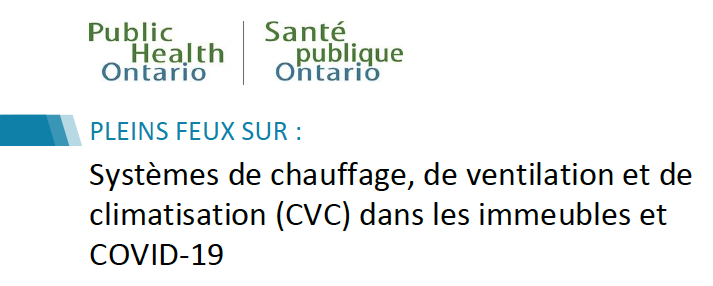 Public
Health
Ontario
Santé
publique
Ontario
PLEINS FEUX SUR :
Systèmes de chauffage, de ventilation et de
climatisation (CVC) dans les immeubles et
COVID-19